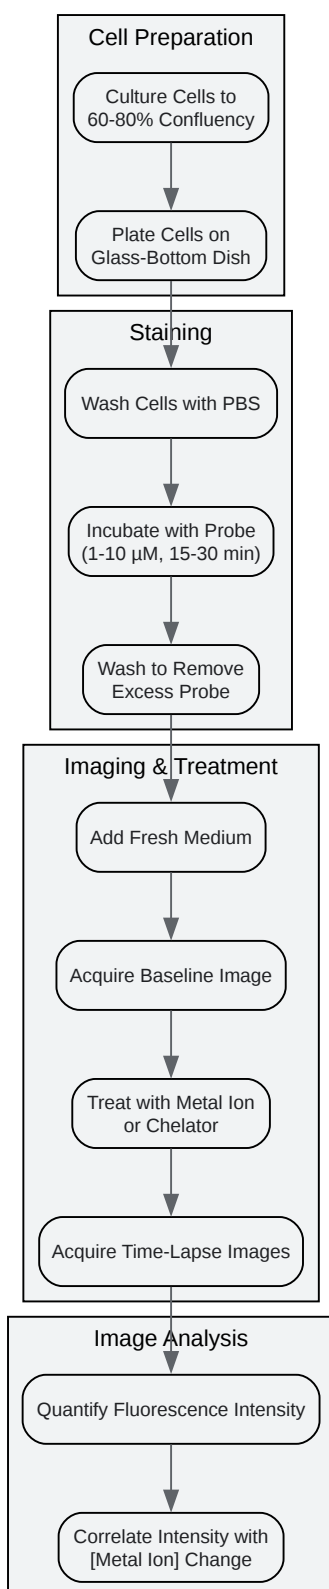 Cell Preparation
Culture Cells to
60-80% Confluency
Plate Cells on
Glass-Bottom Dish
Staining
Wash Cells with PBS
Incubate with Probe
(1-10 µM, 15-30 min)
Wash to Remove
Excess Probe
Imaging & Treatment
Add Fresh Medium
Acquire Baseline Image
Treat with Metal Ion
or Chelator
Acquire Time-Lapse Images
Image Analysis
Quantify Fluorescence Intensity
Correlate Intensity with
[Metal Ion] Change